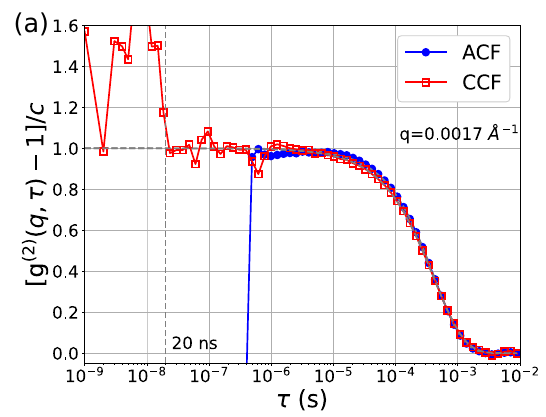 (a)
[g^(2)(q, τ) − 1]/c
1.6
1.4
1.2
1.0
0.8
0.6
0.4
0.2
0.0
ACF
CCF
q=0.0017 Å⁻¹
20 ns
10⁻⁹ 10⁻⁸ 10⁻⁷ 10⁻⁶ 10⁻⁵ 10⁻⁴ 10⁻³ 10⁻²
τ (s)